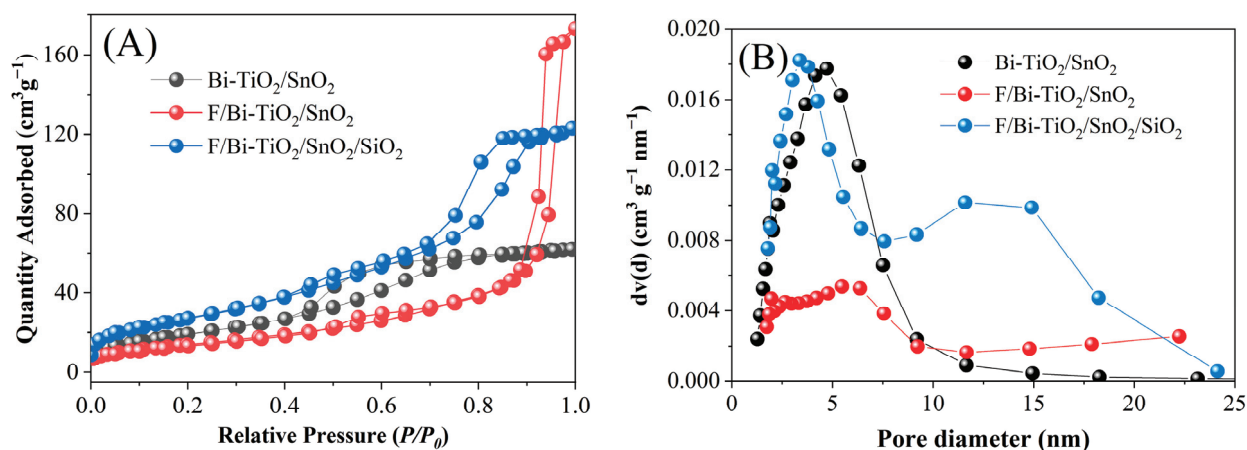 (A)
Bi-TiO₂/SnO₂
F/Bi-TiO₂/SnO₂
F/Bi-TiO₂/SnO₂/SiO₂
Quantity Adsorbed (cm³g⁻¹)
160
120
80
40
0
0.0 0.2 0.4 0.6 0.8 1.0
Relative Pressure (P/P₀)
(B)
Bi-TiO₂/SnO₂
F/Bi-TiO₂/SnO₂
F/Bi-TiO₂/SnO₂/SiO₂
dv(d) (cm³ g⁻¹ nm⁻¹)
0.020
0.016
0.012
0.008
0.004
0.000
0 5 10 15 20 25
Pore diameter (nm)